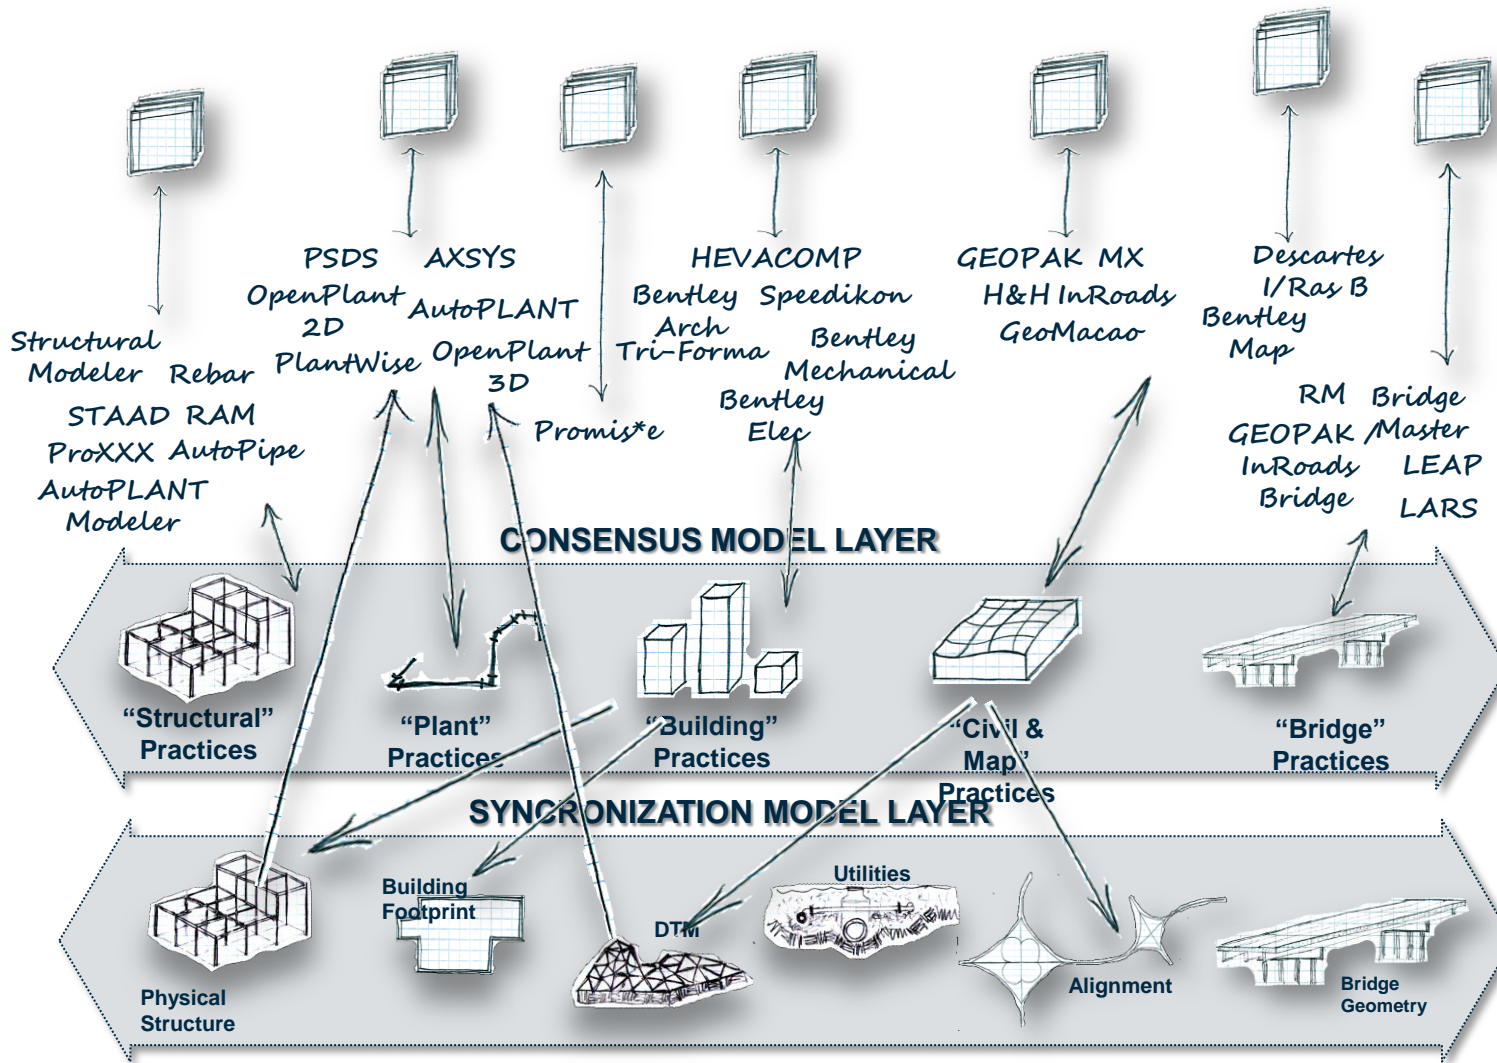 PSDS
AXSYS
OpenPlant
2D
AutoPLANT
PlantWise
OpenPlant
3D
HEVACOMP
Bentley
Arch
Speedikon
Tri-Forma
Bentley
Mechanical
Bentley
Elec
GEOPAK MX
H&H InRoads
GeoMacao
Descartes
I/Ras B
Bentley
Map
Structural
Modeler
Rebar
STAAD RAM
ProXXX AutoPipe
AutoPLANT
Modeler
Promis*e
RM
Bridge
Master
GEOPAK /
InRoads
Bridge
LEAP
LARS
CONSENSUS MODEL LAYER
“Structural”
Practices
“Plant”
Practices
“Building”
Practices
“Civil &
Map”
Practices
“Bridge”
Practices
SYNCRONIZATION MODEL LAYER
Physical
Structure
Building
Footprint
DTM
Utilities
Alignment
Bridge
Geometry